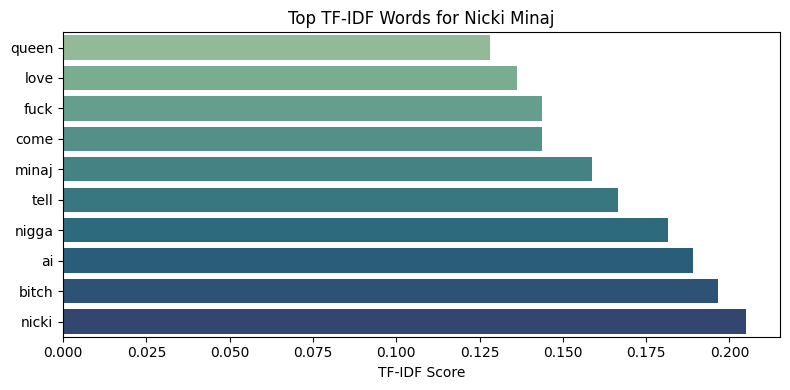 Top TF-IDF Words for Nicki Minaj
queen
love
fuck
come
minaj
tell
nigga
ai
bitch
nicki
0.000 0.025 0.050 0.075 0.100 0.125 0.150 0.175 0.200
TF-IDF Score